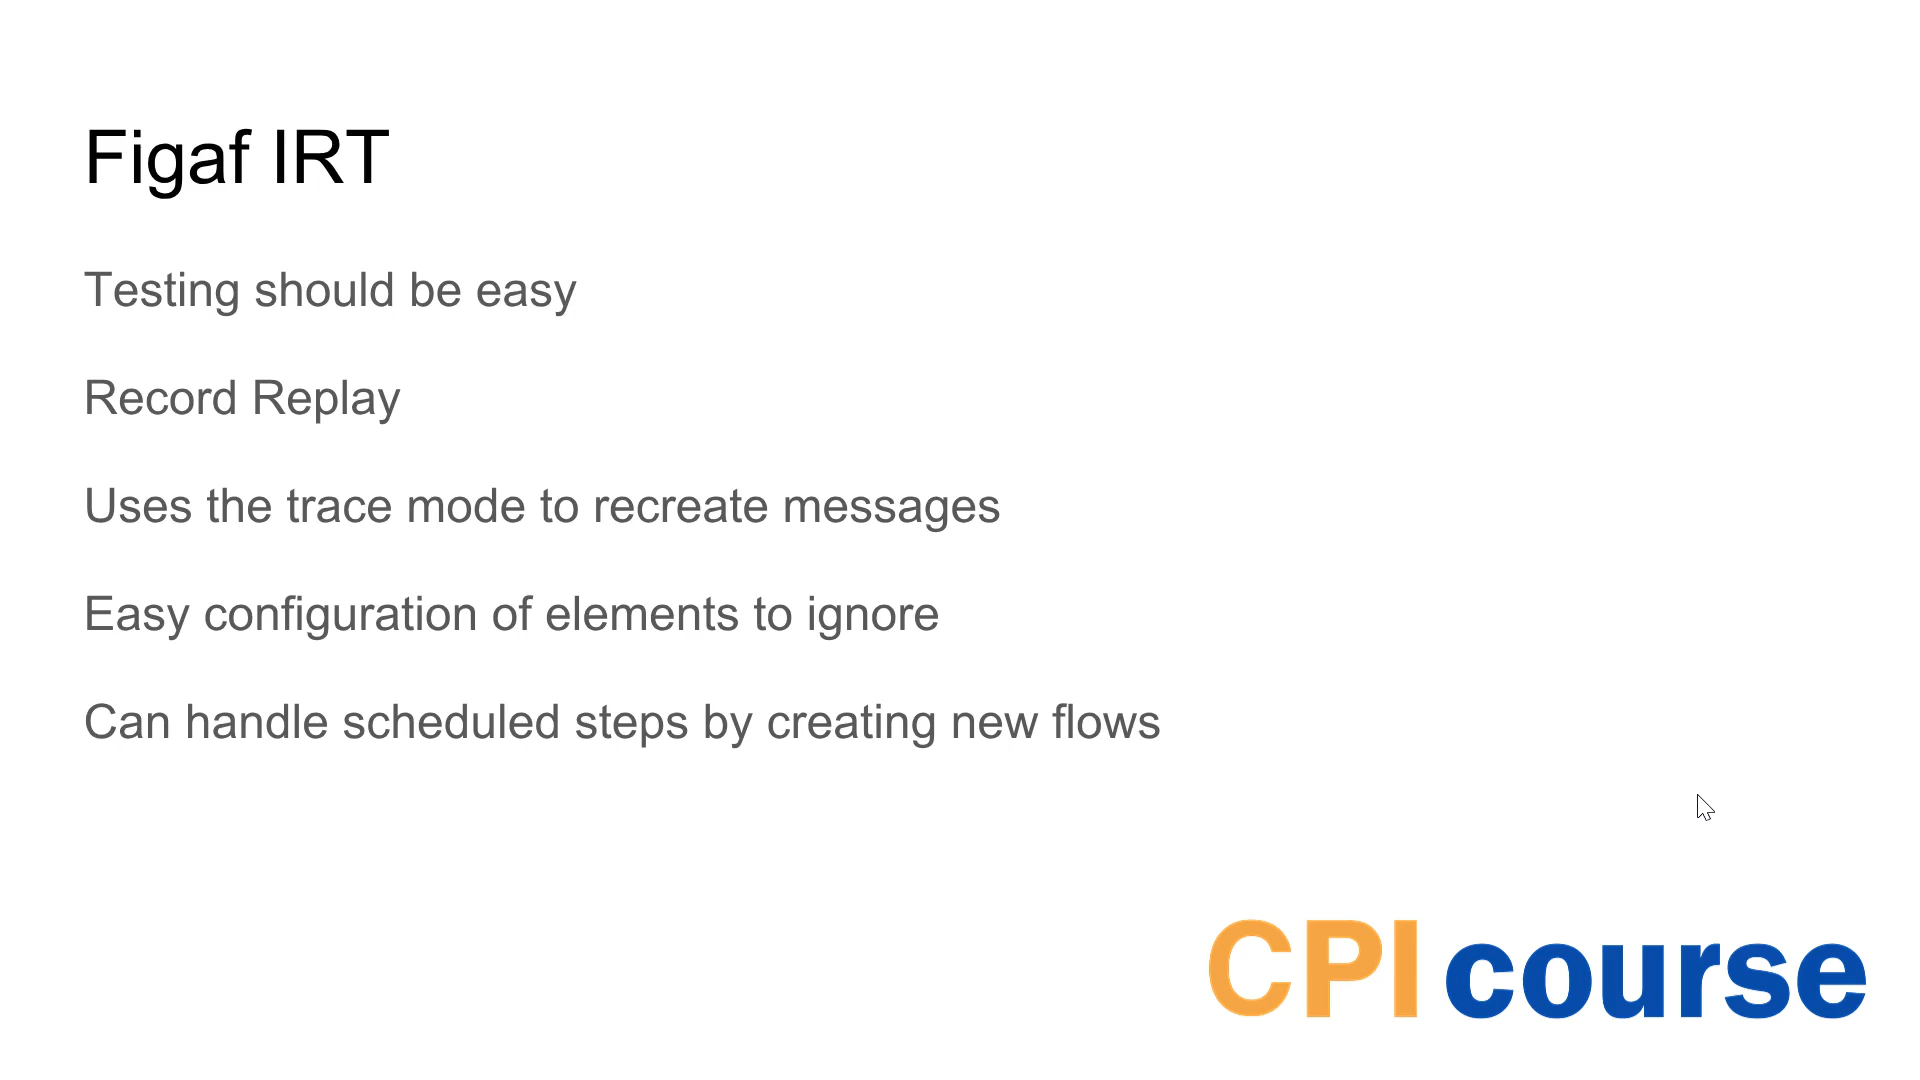 Figaf IRT
Testing should be easy
Record Replay
Uses the trace mode to recreate messages
Easy configuration of elements to ignore
Can handle scheduled steps by creating new flows
CPI course